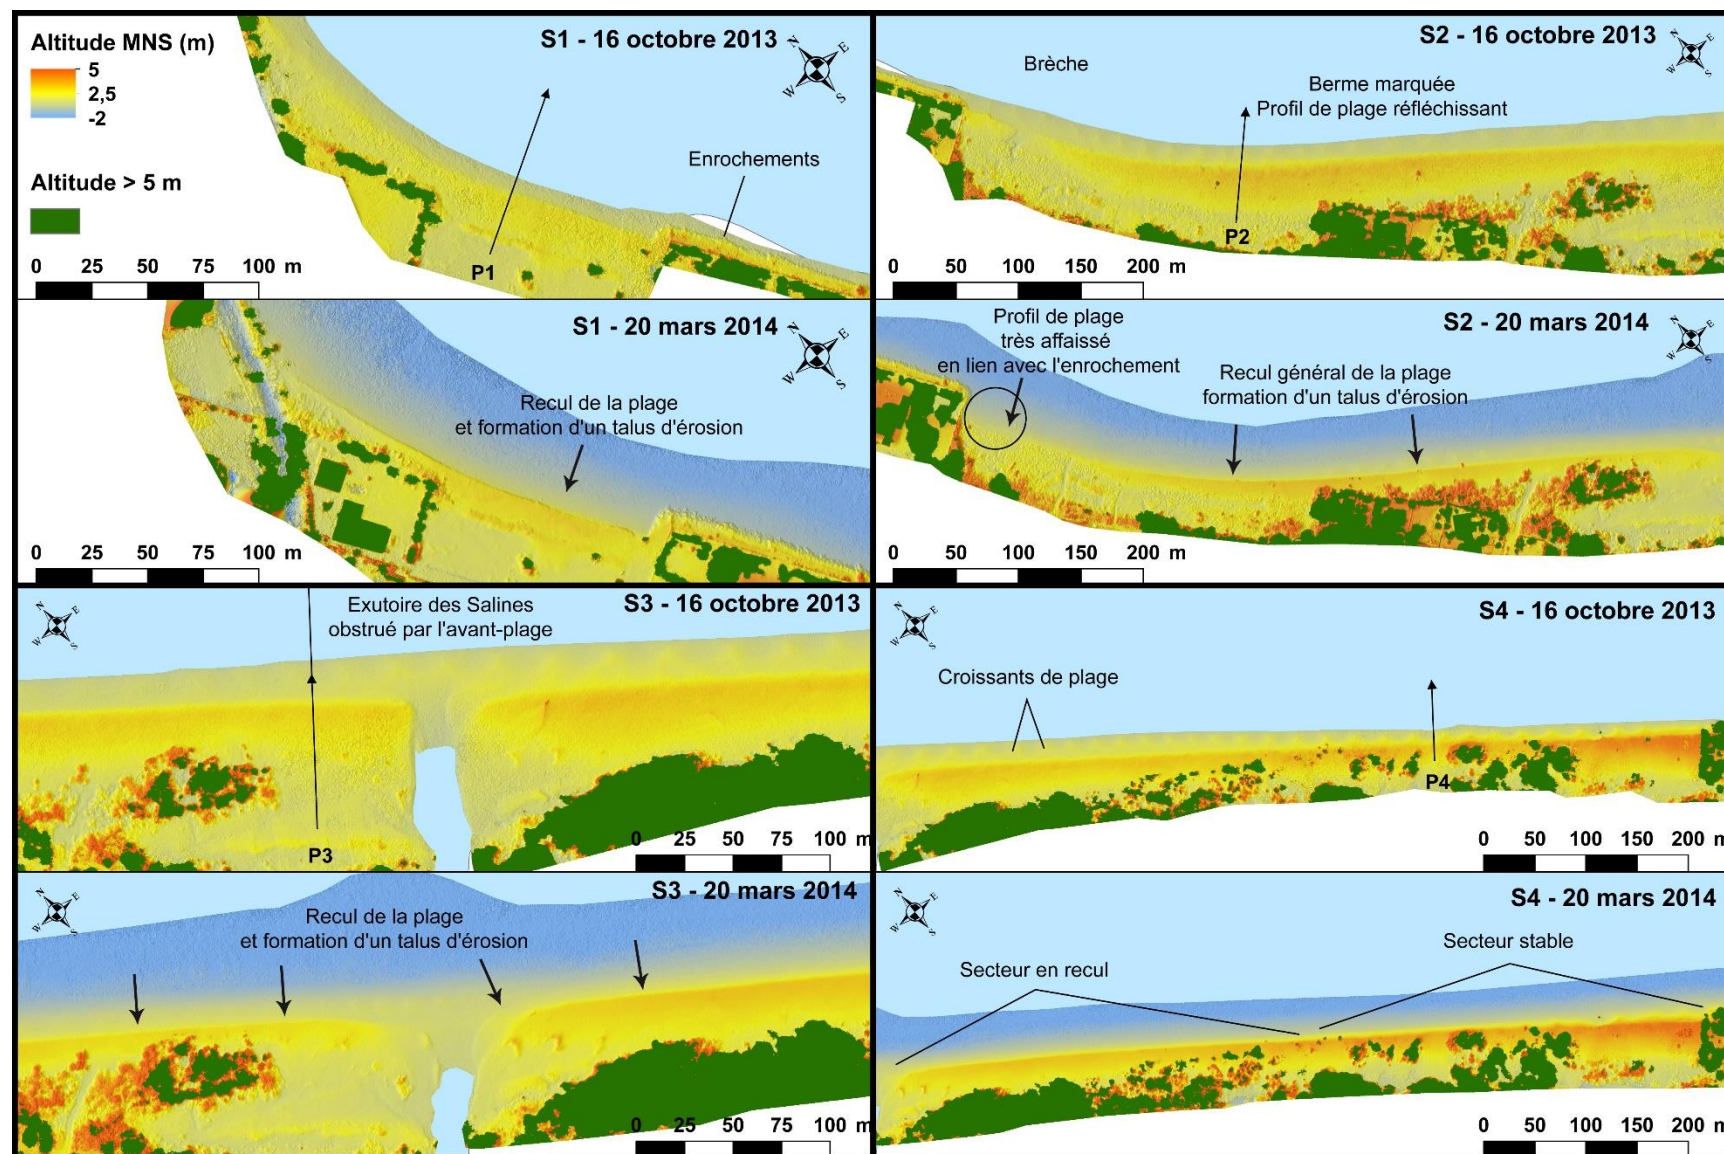 Altitude MNS (m)
5
2,5
-2
Altitude > 5 m
0 25 50 75 100 m
S1 - 16 octobre 2013
N
E
W
S
Enrochements
P1
S2 - 16 octobre 2013
N
E
W
S
Brèche
Berme marquée
Profil de plage réfléchissant
P2
0 50 100 150 200 m
S1 - 20 mars 2014
N
E
W
S
Recul de la plage
et formation d'un talus d'érosion
0 25 50 75 100 m
S2 - 20 mars 2014
N
E
W
S
Profil de plage
très affaissé
en lien avec l'enrochement
Recul général de la plage
formation d'un talus d'érosion
0 50 100 150 200 m
S3 - 16 octobre 2013
N
E
W
S
Exutoire des Salines
obstrué par l'avant-plage
P3
0 25 50 75 100 m
S4 - 16 octobre 2013
N
E
W
S
Croissants de plage
P4
0 50 100 150 200 m
S3 - 20 mars 2014
N
E
W
S
Recul de la plage
et formation d'un talus d'érosion
0 25 50 75 100 m
S4 - 20 mars 2014
N
E
W
S
Secteur stable
Secteur en recul
0 50 100 150 200 m